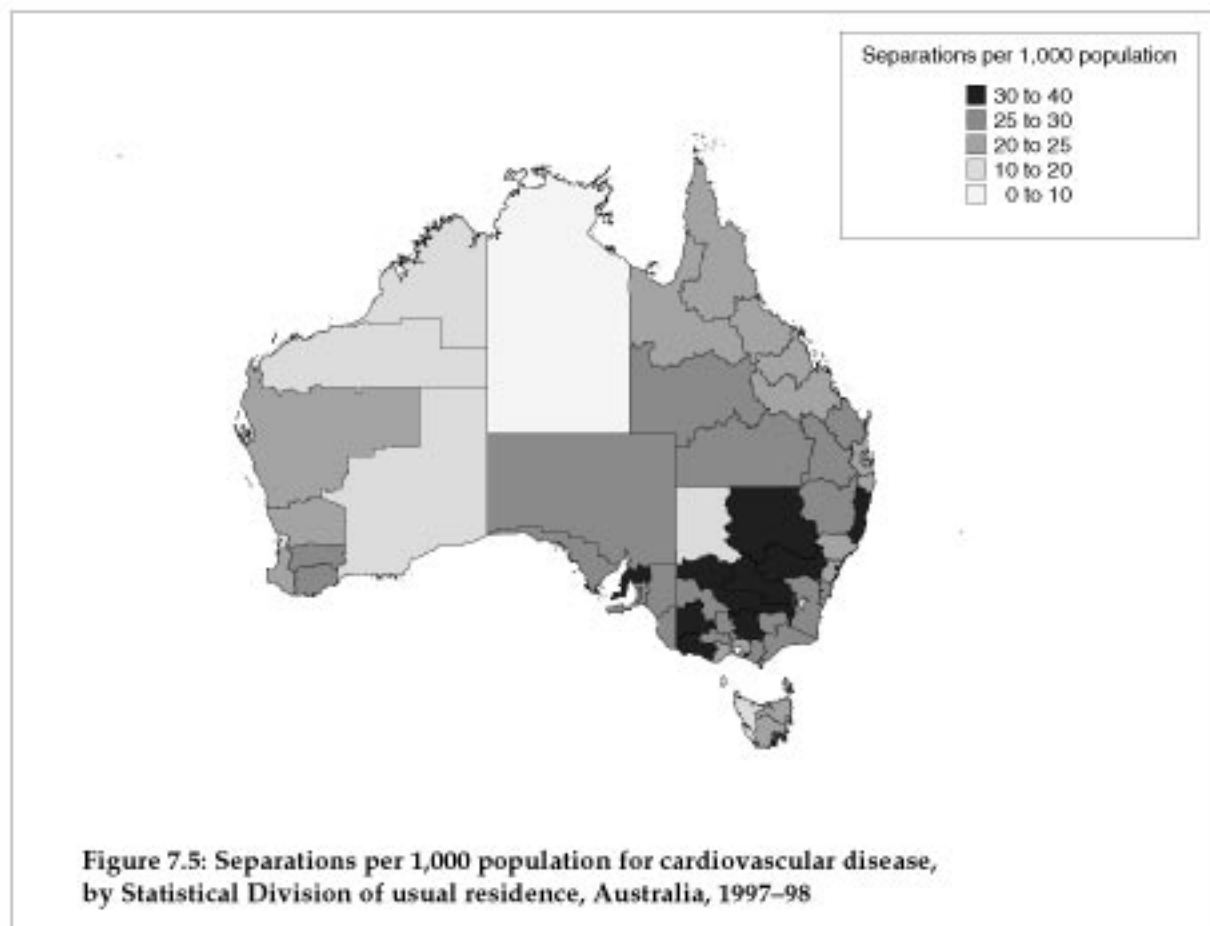 Separations per 1,000 population
30 to 40
25 to 30
20 to 25
10 to 20
0 to 10
Figure 7.5: Separations per 1,000 population for cardiovascular disease,
by Statistical Division of usual residence, Australia, 1997–98